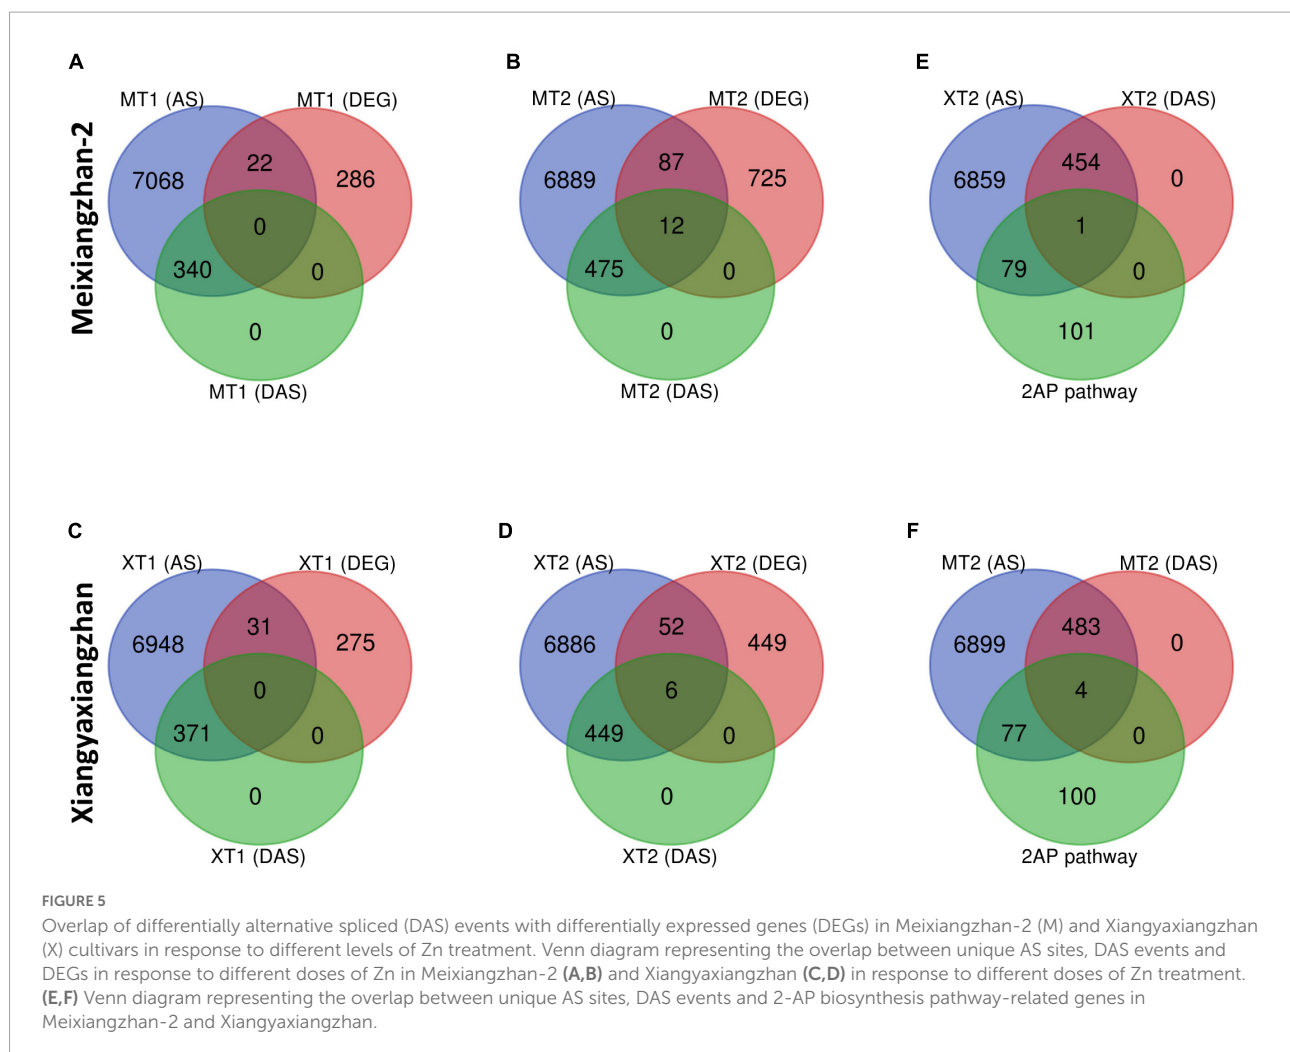 A
B
E
MT1 (AS)
MT1 (DEG)
MT2 (AS)
MT2 (DEG)
XT2 (AS)
XT2 (DAS)
Meixiangzhan-2
7068
22
286
0
340
0
0
MT1 (DAS)
6889
87
725
12
475
0
0
MT2 (DAS)
6859
454
0
1
79
0
101
2AP pathway
C
D
F
XT1 (AS)
XT1 (DEG)
XT2 (AS)
XT2 (DEG)
MT2 (AS)
MT2 (DAS)
Xiangyaxiangzhan
6948
31
275
0
371
0
0
XT1 (DAS)
6886
52
449
6
449
0
0
XT2 (DAS)
6899
483
0
4
77
0
100
2AP pathway
FIGURE 5
Overlap of differentially alternative spliced (DAS) events with differentially expressed genes (DEGs) in Meixiangzhan-2 (M) and Xiangyaxiangzhan
(X) cultivars in response to different levels of Zn treatment. Venn diagram representing the overlap between unique AS sites, DAS events and
DEGs in response to different doses of Zn in Meixiangzhan-2 (A,B) and Xiangyaxiangzhan (C,D) in response to different doses of Zn treatment.
(E,F) Venn diagram representing the overlap between unique AS sites, DAS events and 2-AP biosynthesis pathway-related genes in
Meixiangzhan-2 and Xiangyaxiangzhan.